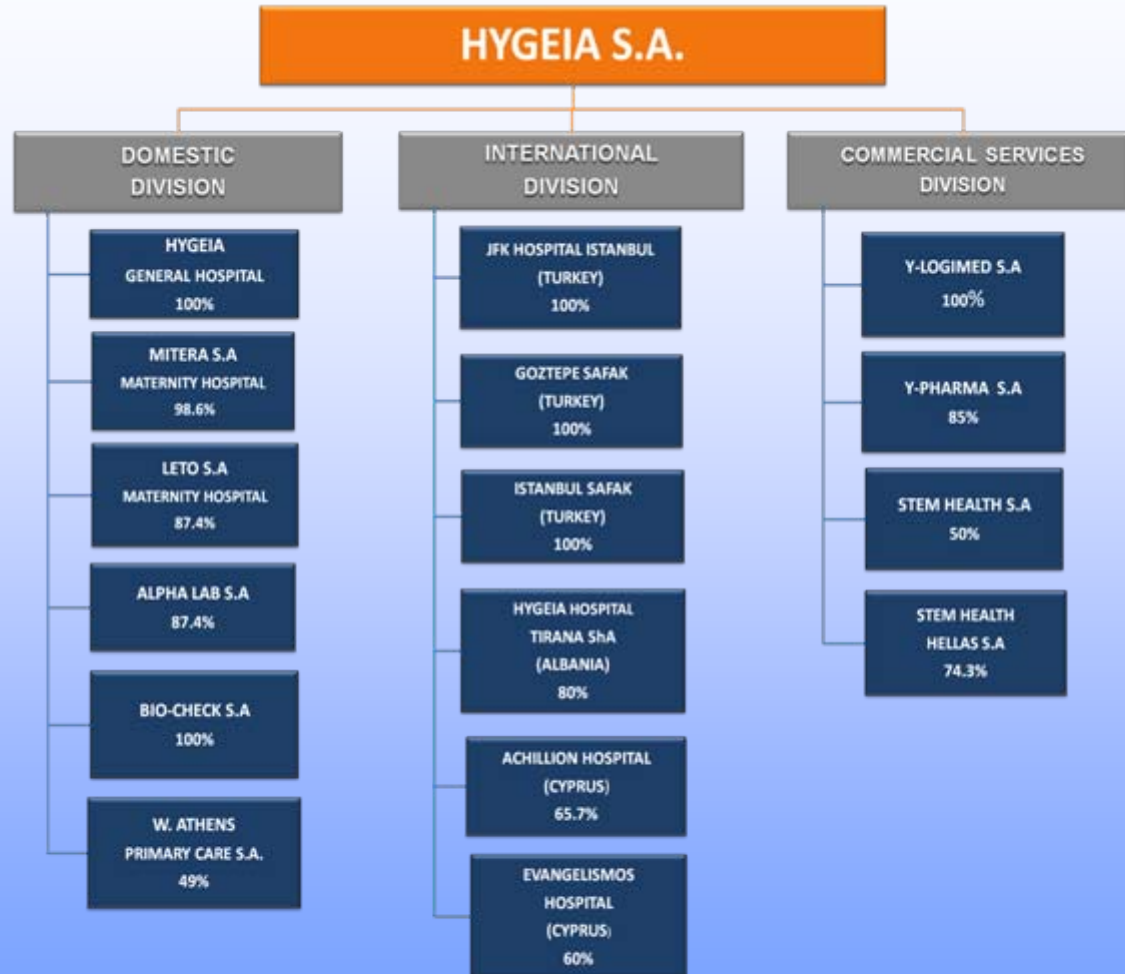 HYGEIA S.A.
DOMESTIC
DIVISION
HYGEIA
GENERAL HOSPITAL
100%
MITERA S.A
MATERNITY HOSPITAL
98.6%
LETO S.A
MATERNITY HOSPITAL
87.4%
ALPHA LAB S.A
87.4%
BIO-CHECK S.A
100%
W. ATHENS
PRIMARY CARE S.A.
49%
INTERNATIONAL
DIVISION
JFK HOSPITAL ISTANBUL
(TURKEY)
100%
GOZTEPE SAFAK
(TURKEY)
100%
ISTANBUL SAFAK
(TURKEY)
100%
HYGEIA HOSPITAL
TIRANA ShA
(ALBANIA)
80%
ACHILLION HOSPITAL
(CYPRUS)
65.7%
EVANGELISMOS
HOSPITAL
(CYPRUS)
60%
COMMERCIAL SERVICES
DIVISION
Y-LOGIMED S.A
100%
Y-PHARMA S.A
85%
STEM HEALTH S.A
50%
STEM HEALTH
HELLAS S.A
74.3%